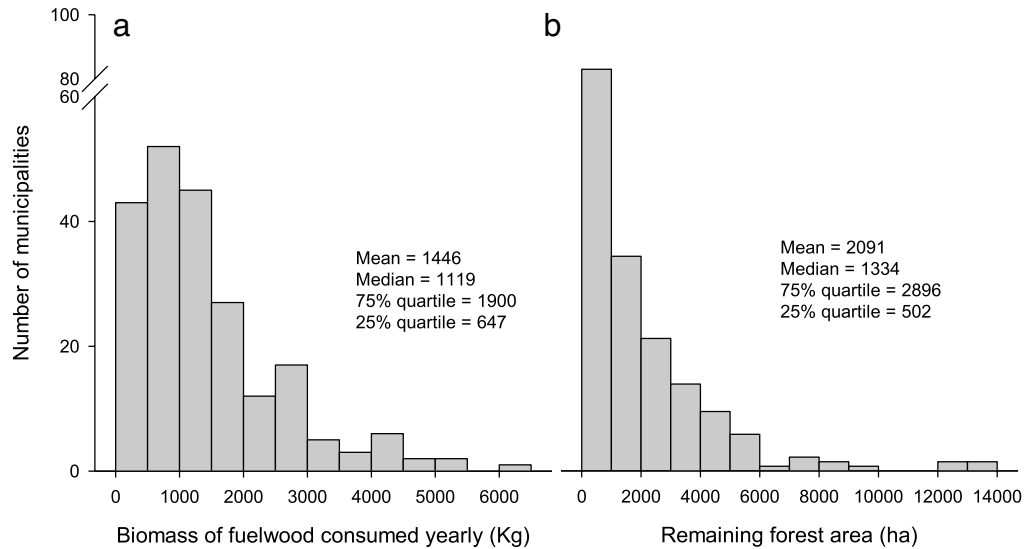 a
b
100
80
60
40
20
0
Number of municipalities
Mean = 1446
Median = 1119
75% quartile = 1900
25% quartile = 647
Mean = 2091
Median = 1334
75% quartile = 2896
25% quartile = 502
0 1000 2000 3000 4000 5000 6000
0 2000 4000 6000 8000 10000 12000 14000
Biomass of fuelwood consumed yearly (Kg)
Remaining forest area (ha)